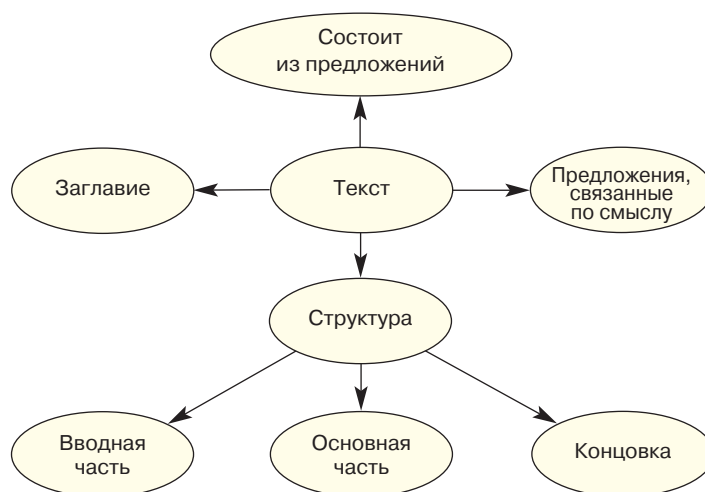 Состоит
из предложений
Заглавие
Текст
Предложения,
связанные
по смыслу
Структура
Вводная
часть
Основная
часть
Концовка